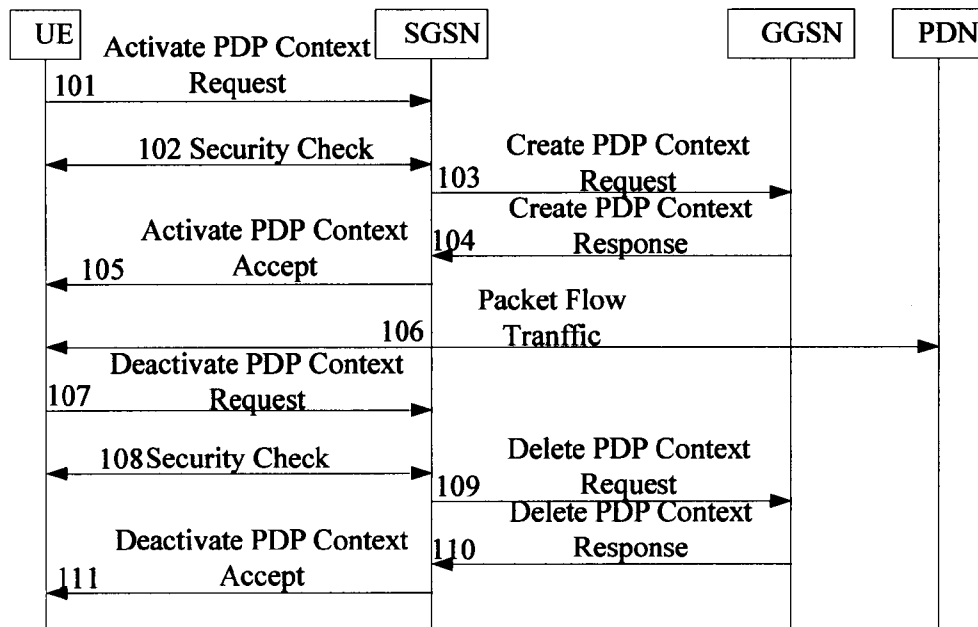 UE
SGSN
GGSN
PDN
Activate PDP Context
Request
101
102 Security Check
Create PDP Context
103
Request
Create PDP Context
Response
104
Activate PDP Context
Accept
105
Packet Flow
106
Tranffic
Deactivate PDP Context
107
Request
108 Security Check
Delete PDP Context
109
Request
Delete PDP Context
110
Response
Deactivate PDP Context
111
Accept